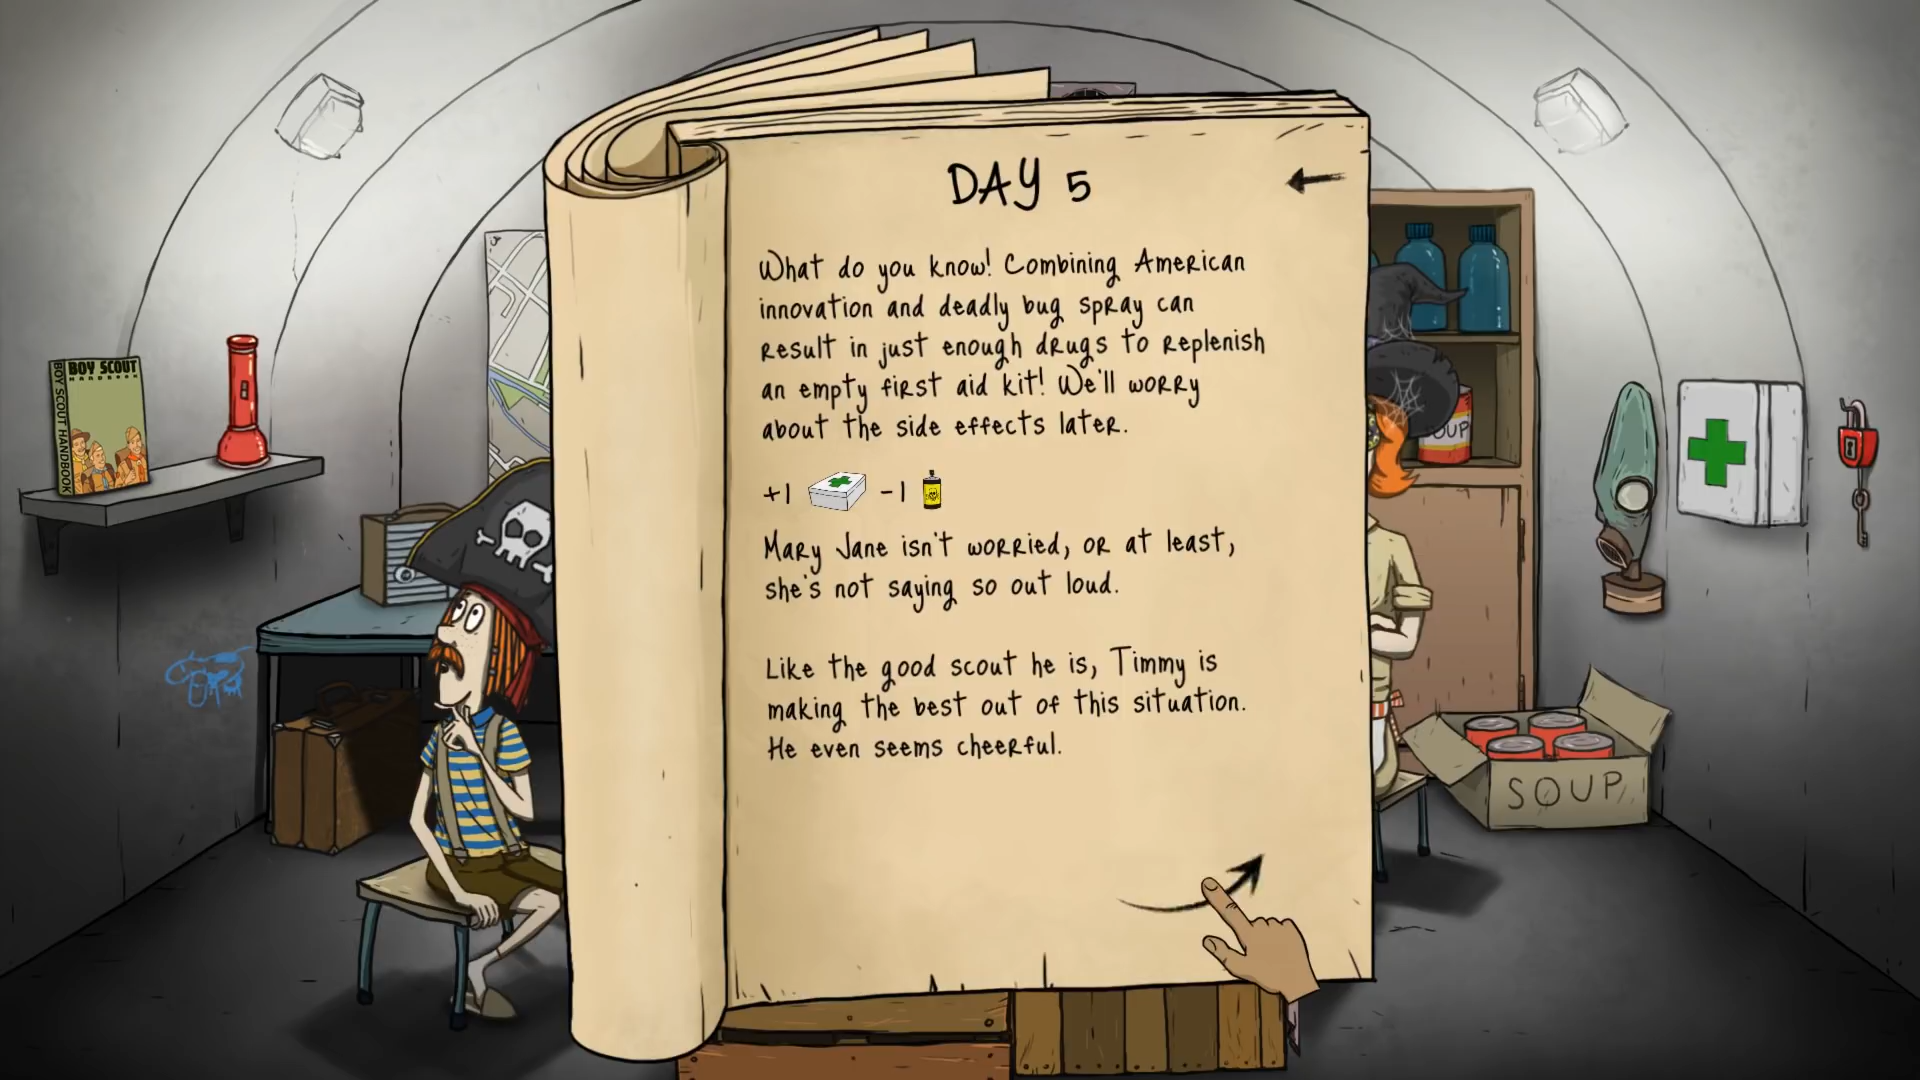 DAY 5
What do you know! Combining American
innovation and deadly bug spray can
result in just enough drugs to replenish
an empty first aid kit! We'll worry
about the side effects later.
+1 -1
Mary Jane isn't worried, or at least,
she's not saying so out loud.
Like the good scout he is, Timmy is
making the best out of this situation.
He even seems cheerful.
BOY SCOUT
HANDBOOK
BOY SCOUT HANDBOOK
OUP
SOUP